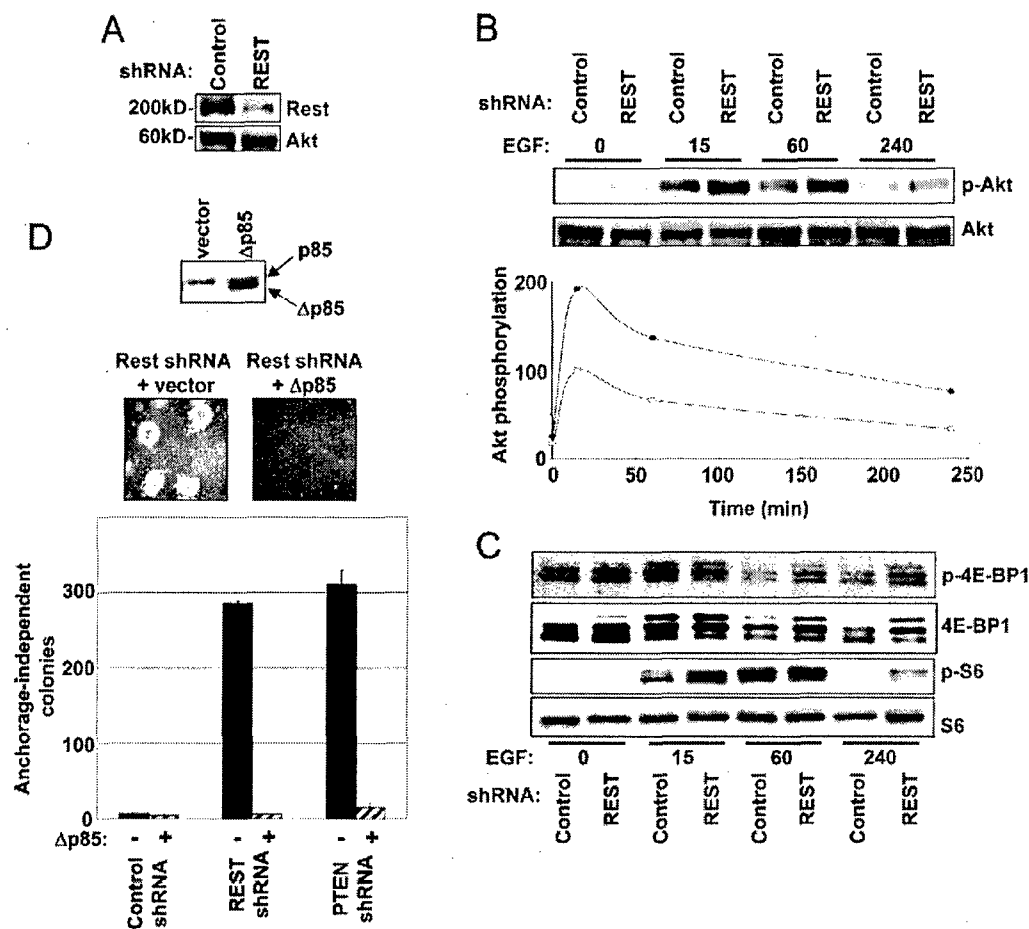 A
shRNA: Control REST
200kD- Rest
60kD- Akt
B
shRNA: Control REST Control REST Control REST Control REST
EGF: 0 15 60 240
p-Akt
Akt
200
100
0
0 50 100 150 200 250
Akt phosphorylation
Time (min)
C
p-4E-BP1
4E-BP1
p-S6
S6
EGF: 0 15 60 240
shRNA: Control REST Control REST Control REST Control REST
D
vector Δp85
p85
Δp85
Rest shRNA + vector
Rest shRNA + Δp85
Anchorage-independent colonies
300
200
100
0
Δp85: - + - + - +
Control shRNA
REST shRNA
PTEN shRNA